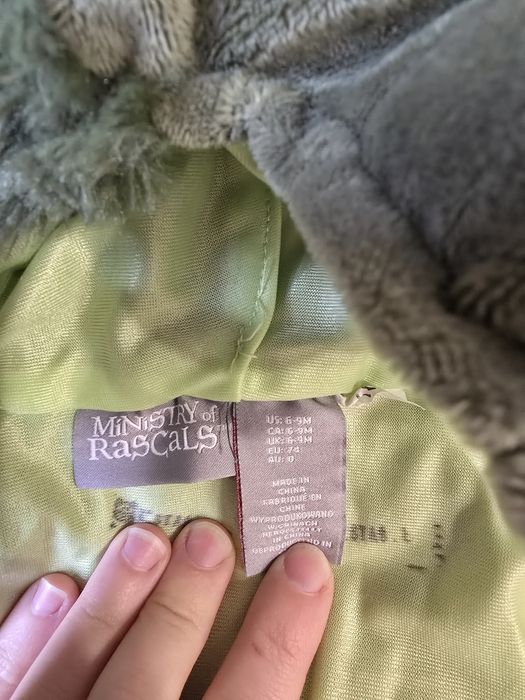 MiNiSTRY of
RaSCaLS
US: 6-9M
CA: 6-9M
UK: 6-9M
EU: 74
AU: 0
MADE IN
CHINA
FABRIQUE EN
CHINE
WYPRODUKOWANO
W CHINACH
IN CHINA